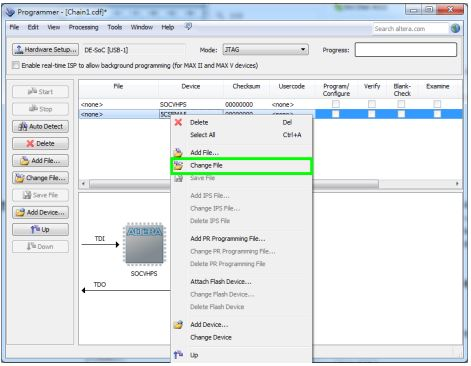 Programmer - [Chain1.cdf]*
File Edit View Processing Tools Window Help
Search altera.com
Hardware Setup... DE-SoC [USB-1] Mode: JTAG Progress:
Enable real-time ISP to allow background programming (for MAX II and MAX V devices)
File Device Checksum Usercode Program/Configure Verify Blank-Check Examine
<none> SOCVHPS 00000000 <none>
<none> 00000000 <none>
Start
Stop
Auto Detect
Delete
Add File...
Change File...
Save File
Add Device...
Up
Down
TDI
ALTERA
SOCVHPS
TDO
Delete Del
Select All Ctrl+A
Add File...
Change File
Save File
Add IPS File...
Change IPS File...
Delete IPS File
Add PR Programming File...
Change PR Programming File...
Delete PR Programming File
Attach Flash Device...
Change Flash Device...
Delete Flash Device
Add Device...
Change Device
Up